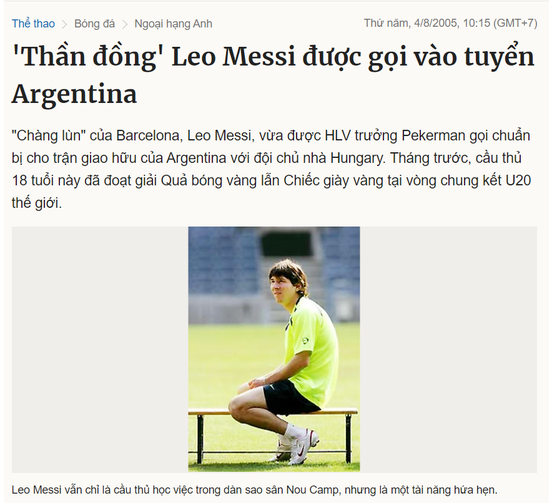 Thể thao > Bóng đá > Ngoại hạng Anh Thứ năm, 4/8/2005, 10:15 (GMT+7)
'Thần đồng' Leo Messi được gọi vào tuyển
Argentina
"Chàng lùn" của Barcelona, Leo Messi, vừa được HLV trưởng Pekerman gọi chuẩn
bị cho trận giao hữu của Argentina với đội chủ nhà Hungary. Tháng trước, cầu thủ
18 tuổi này đã đoạt giải Quả bóng vàng lẫn Chiếc giày vàng tại vòng chung kết U20
thế giới.
Leo Messi vẫn chỉ là cầu thủ học việc trong dàn sao sân Nou Camp, nhưng là một tài năng hứa hẹn.